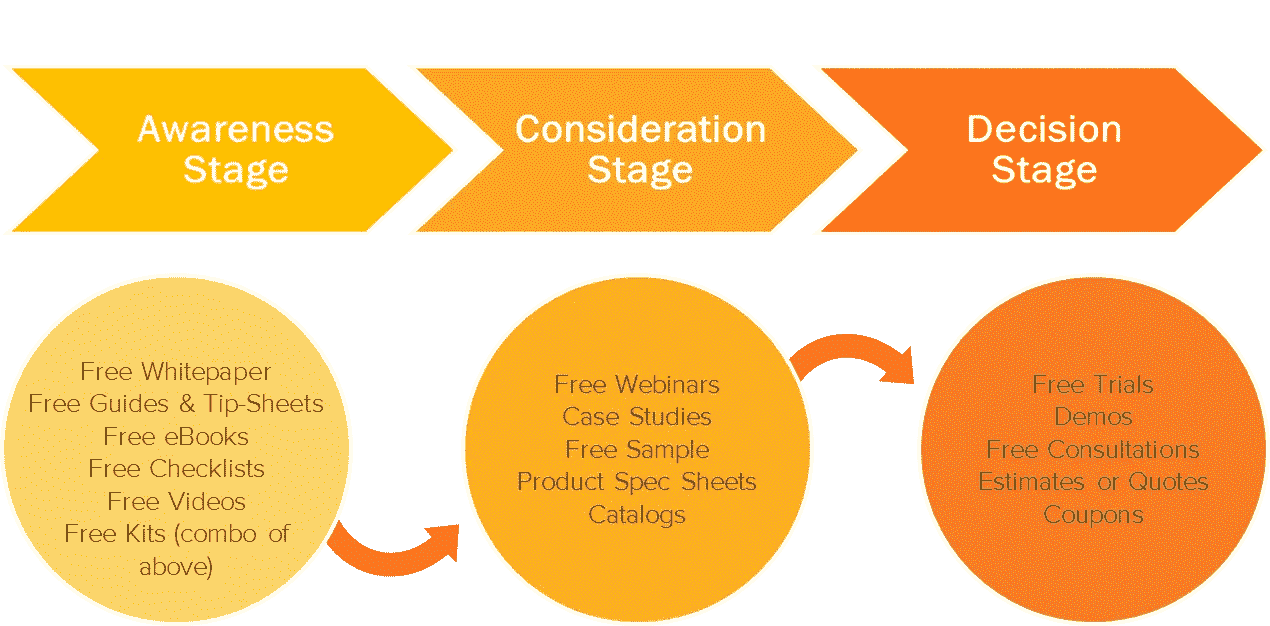 Awareness
Stage
Consideration
Stage
Decision
Stage
Free Whitepaper
Free Guides & Tip-Sheets
Free eBooks
Free Checklists
Free Videos
Free Kits (combo of
above)
Free Webinars
Case Studies
Free Sample
Product Spec Sheets
Catalogs
Free Trials
Demos
Free Consultations
Estimates or Quotes
Coupons